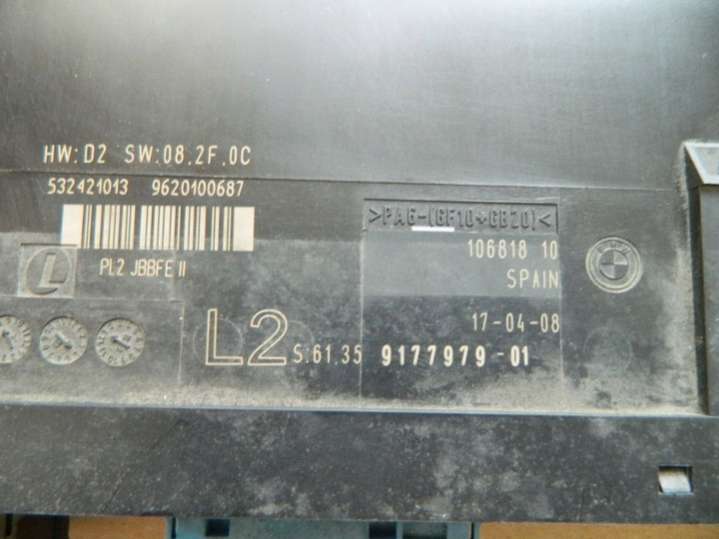 HW:D2 SW:08.2F.0C
532421013 9620100687
PL2 JBBFE II
L
>PA6-(GF10+GB20)<
106818 10
SPAIN
17-04-08
L2 S:61.35 9177979-01